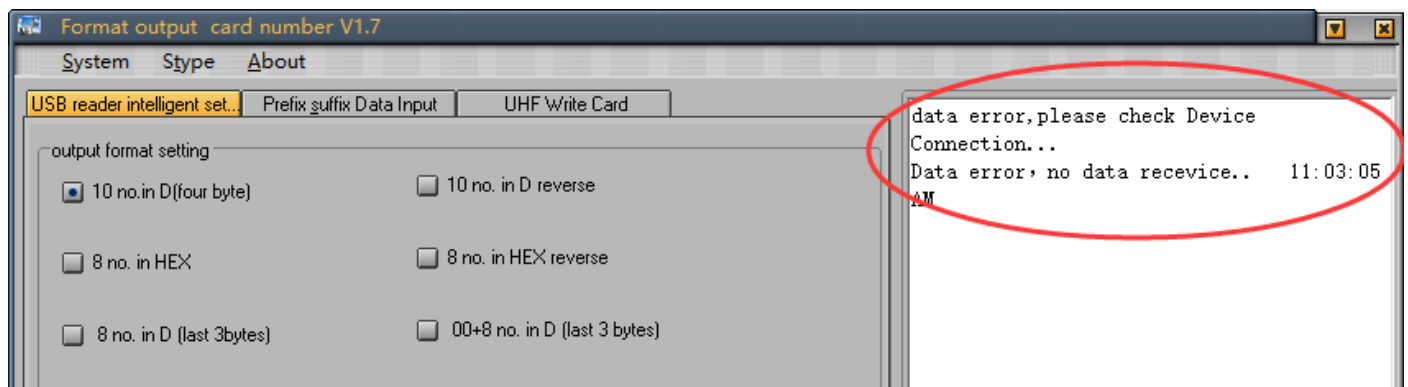 Format output card number V1.7
System Stype About
USB reader intelligent set... Prefix suffix Data Input UHF Write Card
output format setting
10 no.in D(four byte) 10 no. in D reverse
8 no. in HEX 8 no. in HEX reverse
8 no. in D (last 3bytes) 00+8 no. in D (last 3 bytes)
data error,please check Device
Connection...
Data error，no data recevice.. 11:03:05
AM